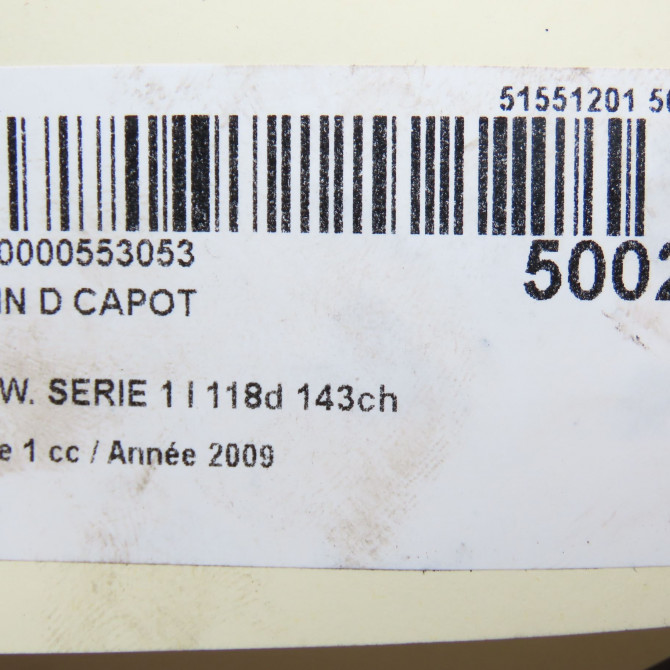 51551201 50
0000553053
5002
IN D CAPOT
W. SERIE 1 I 118d 143ch
e 1 cc / Année 2009